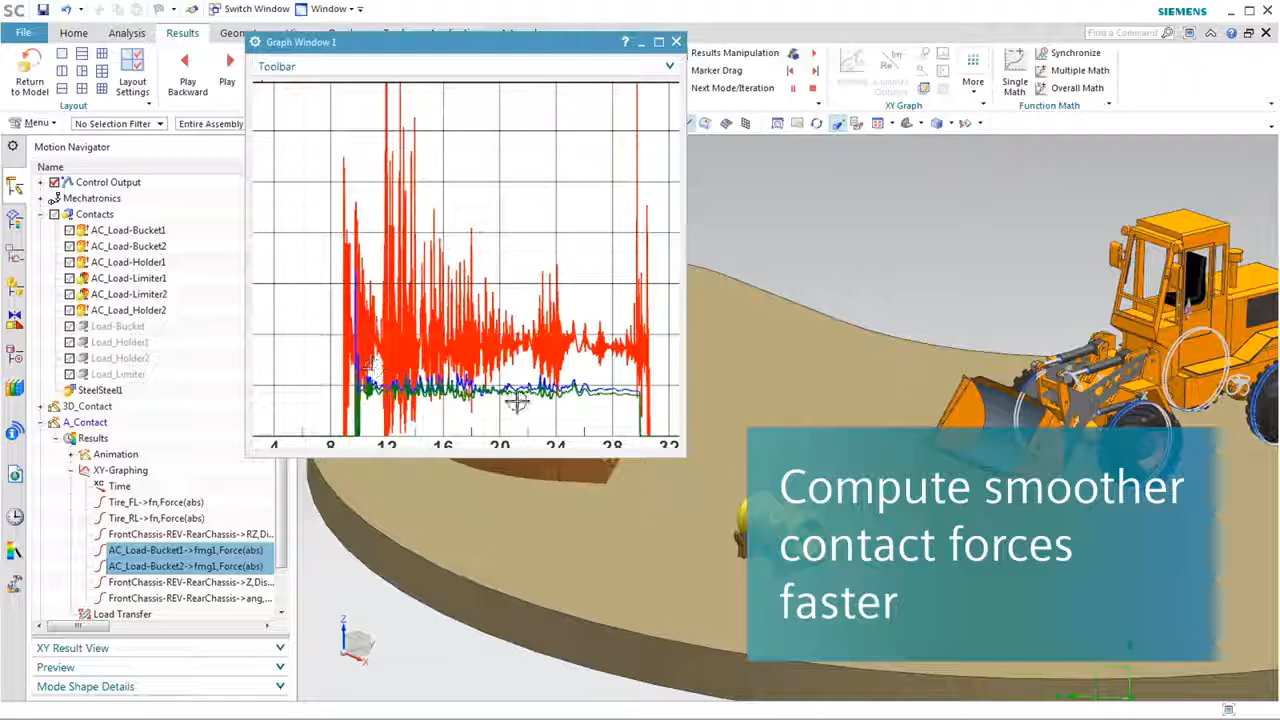 SC
Switch Window
Window
SIEMENS
File
Home
Analysis
Results
Find a Command
Graph Window 1
Toolbar
Return to Model
Layout Settings
Play Backward
Play
Layout
Results Manipulation
Marker Drag
Next Mode/Iteration
More
XY Graph
Single Math
Synchronize
Multiple Math
Overall Math
Function Math
Menu
No Selection Filter
Entire Assembly
Motion Navigator
Name
Control Output
Mechatronics
Contacts
AC_Load-Bucket1
AC_Load-Bucket2
AC_Load-Holder1
AC_Load-Limiter1
AC_Load-Limiter2
AC_Load_Holder2
Load-Bucket
Load_Holder1
Load_Holder2
Load_Limiter
SteelSteel1
3D_Contact
A_Contact
Results
Animation
XY-Graphing
Time
Tire_FL->fn,Force(abs)
Tire_RL->fn,Force(abs)
FrontChassis-REV-RearChassis->RZ,Di...
AC_Load-Bucket1->fmg1,Force(abs)
AC_Load-Bucket2->fmg1,Force(abs)
FrontChassis-REV-RearChassis->Z,Dis...
FrontChassis-REV-RearChassis->ang,...
Load Transfer
XY Result View
Preview
Mode Shape Details
4 8 12 16 20 24 28 32
Z
X
Compute smoother
contact forces
faster